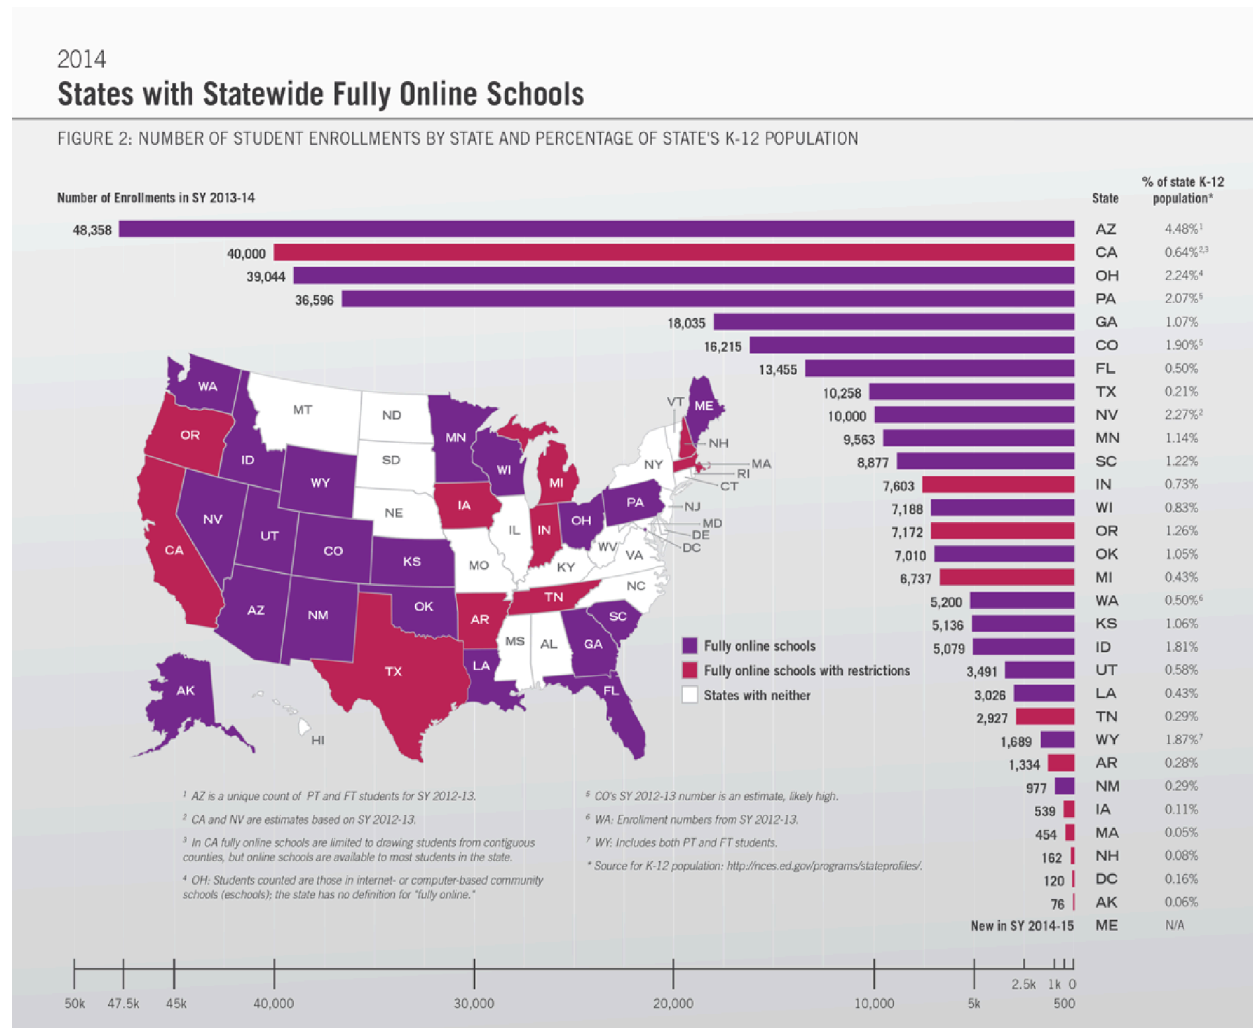 2014
States with Statewide Fully Online Schools
FIGURE 2: NUMBER OF STUDENT ENROLLMENTS BY STATE AND PERCENTAGE OF STATE'S K-12 POPULATION
Number of Enrollments in SY 2013-14
State
% of state K-12
population*
48,358 AZ 4.48%¹
40,000 CA 0.64%²,³
39,044 OH 2.24%⁴
36,596 PA 2.07%⁵
18,035 GA 1.07%
16,215 CO 1.90%⁵
13,455 FL 0.50%
10,258 TX 0.21%
10,000 NV 2.27%²
9,563 MN 1.14%
8,877 SC 1.22%
7,603 IN 0.73%
7,188 WI 0.83%
7,172 OR 1.26%
7,010 OK 1.05%
6,737 MI 0.43%
5,200 WA 0.50%⁶
5,136 KS 1.06%
5,079 ID 1.81%
3,491 UT 0.58%
3,026 LA 0.43%
2,927 TN 0.29%
1,689 WY 1.87%⁷
1,334 AR 0.28%
977 NM 0.29%
539 IA 0.11%
454 MA 0.05%
162 NH 0.08%
120 DC 0.16%
76 AK 0.06%
New in SY 2014-15 ME N/A
WA
MT
ND
MN
VT
ME
OR
ID
SD
WI
NH
WY
MI
NY
MA
RI
CT
NV
NE
IA
PA
NJ
UT
IL
IN
OH
MD
DE
DC
CA
CO
KS
MO
KY
WV
VA
AZ
NM
OK
AR
TN
NC
SC
TX
LA
MS
AL
GA
FL
AK
HI
Fully online schools
Fully online schools with restrictions
States with neither
¹ AZ is a unique count of PT and FT students for SY 2012-13.
² CA and NV are estimates based on SY 2012-13.
³ In CA fully online schools are limited to drawing students from contiguous
counties, but online schools are available to most students in the state.
⁴ OH: Students counted are those in internet- or computer-based community
schools (eschools); the state has no definition for "fully online."
⁵ CO's SY 2012-13 number is an estimate, likely high.
⁶ WA: Enrollment numbers from SY 2012-13.
⁷ WY: Includes both PT and FT students.
* Source for K-12 population: http://nces.ed.gov/programs/stateprofiles/.
50k 47.5k 45k 40,000 30,000 20,000 10,000 5k 2.5k 1k 500 0